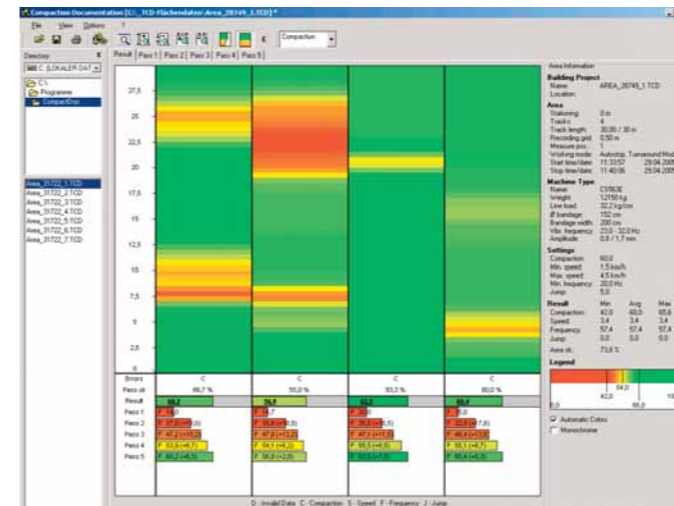 Compaction Documentation [C:\_TCD-Flächendaten\Area_28749_1.TCD] *
File View Options ?
Compaction
Directory
Result Pass 1 Pass 2 Pass 3 Pass 4 Pass 5
C:\
Programme
CompactDoc
Area_31722_1.TCD
Area_31722_2.TCD
Area_31722_3.TCD
Area_31722_4.TCD
Area_31722_5.TCD
Area_31722_6.TCD
Area_31722_7.TCD
27,5
25
22,5
20
17,5
15
12,5
10
7,5
5
2,5
0
Errors C C C C
Pass ok
Result
Pass 1
Pass 2
Pass 3
Pass 4
Pass 5
D - Invalid Data C - Compaction S - Speed F - Frequency J - Jump
Area Information
Building Project
Name: AREA_28749_1.TCD
Location:
Area
Stationing: 0 m
Tracks: 4
Track length: 30,00 / 30 m
Recording grid: 0,50 m
Measure pos.: 1
Working mode: Autostop, Turnaround Mod
Start time/date: 11:33:57 29.04.2005
Stop time/date: 11:40:06 29.04.2005
Machine Type
Name:
Weight: 12150 kg
Line load: 32,2 kg/cm
Ø bandage: 152 cm
Bandage width: 200 cm
Vibr. frequency: 23,0 - 32,0 Hz
Amplitude: 0,8 / 1,7 mm
Settings
Compaction: 60,0
Min. speed: 1,5 km/h
Max. speed: 4,5 km/h
Min. frequency: 20,0 Hz
Jump: 5,0
Result Min Avg Max
Compaction: 42,0 60,0 65,6
Speed: 3,4 3,4 3,4
Frequency: 57,4 57,4 57,4
Jump: 0,0 0,0 0,0
Area ok:
Legend
Automatic Colors
Monochrome